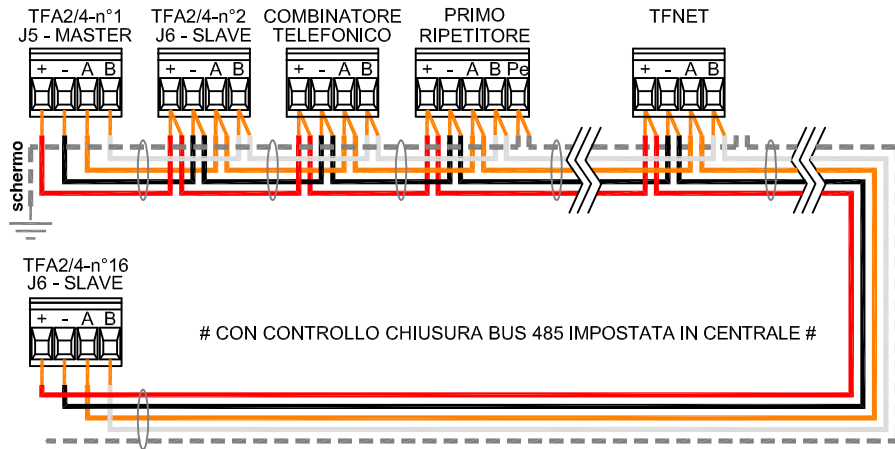 TFA2/4-n°1
J5 - MASTER
TFA2/4-n°2
J6 - SLAVE
COMBINATORE
TELEFONICO
PRIMO
RIPETITORE
TFNET
+ - A B
+ - A B
+ - A B
+ - A B Pe
+ - A B
schermo
TFA2/4-n°16
J6 - SLAVE
+ - A B
# CON CONTROLLO CHIUSURA BUS 485 IMPOSTATA IN CENTRALE #